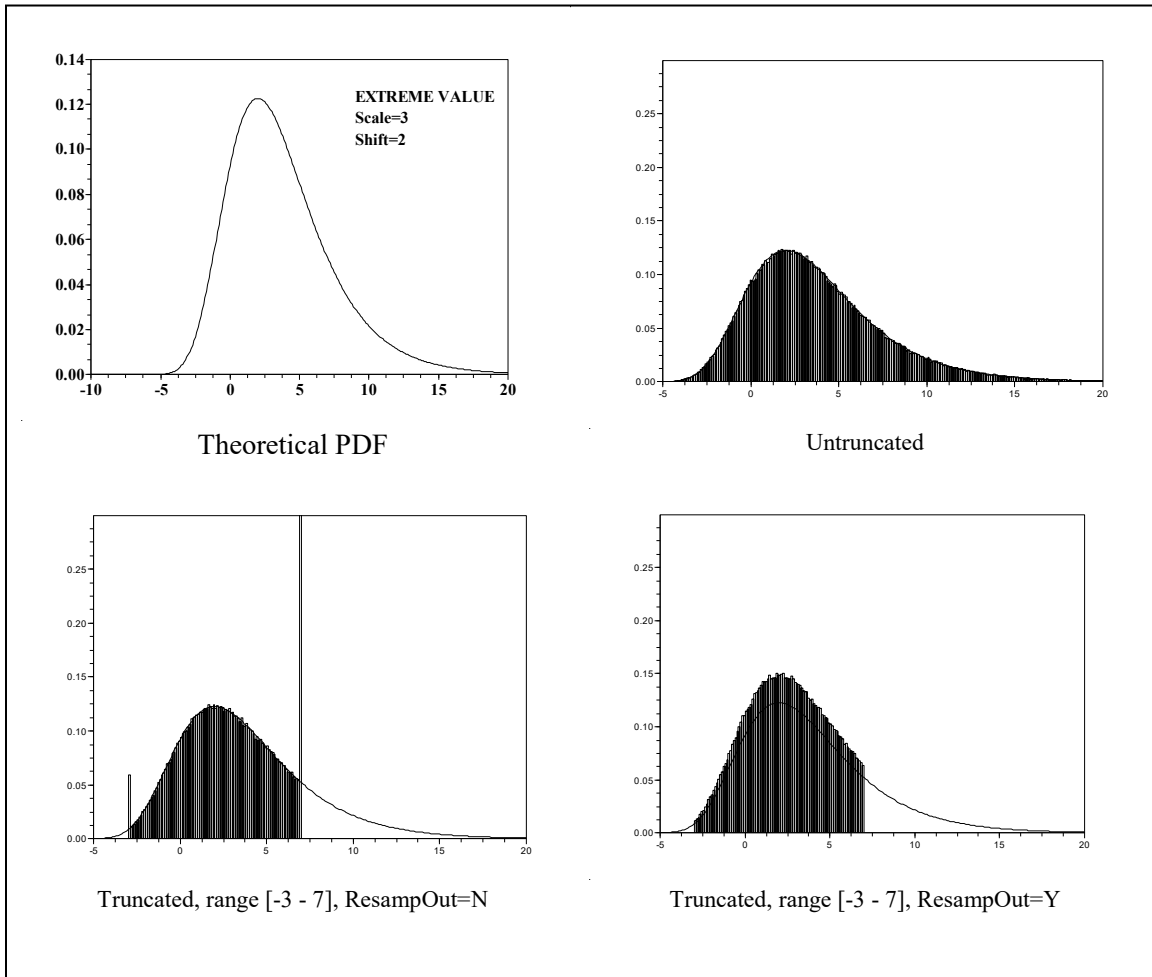 0.14
0.12
0.10
0.08
0.06
0.04
0.02
0.00
-10 -5 0 5 10 15 20
EXTREME VALUE
Scale=3
Shift=2
Theoretical PDF
0.25
0.20
0.15
0.10
0.05
0.00
-5 0 5 10 15 20
Untruncated
0.25
0.20
0.15
0.10
0.05
0.00
-5 0 5 10 15 20
Truncated, range [-3 - 7], ResampOut=N
0.25
0.20
0.15
0.10
0.05
0.00
-5 0 5 10 15 20
Truncated, range [-3 - 7], ResampOut=Y